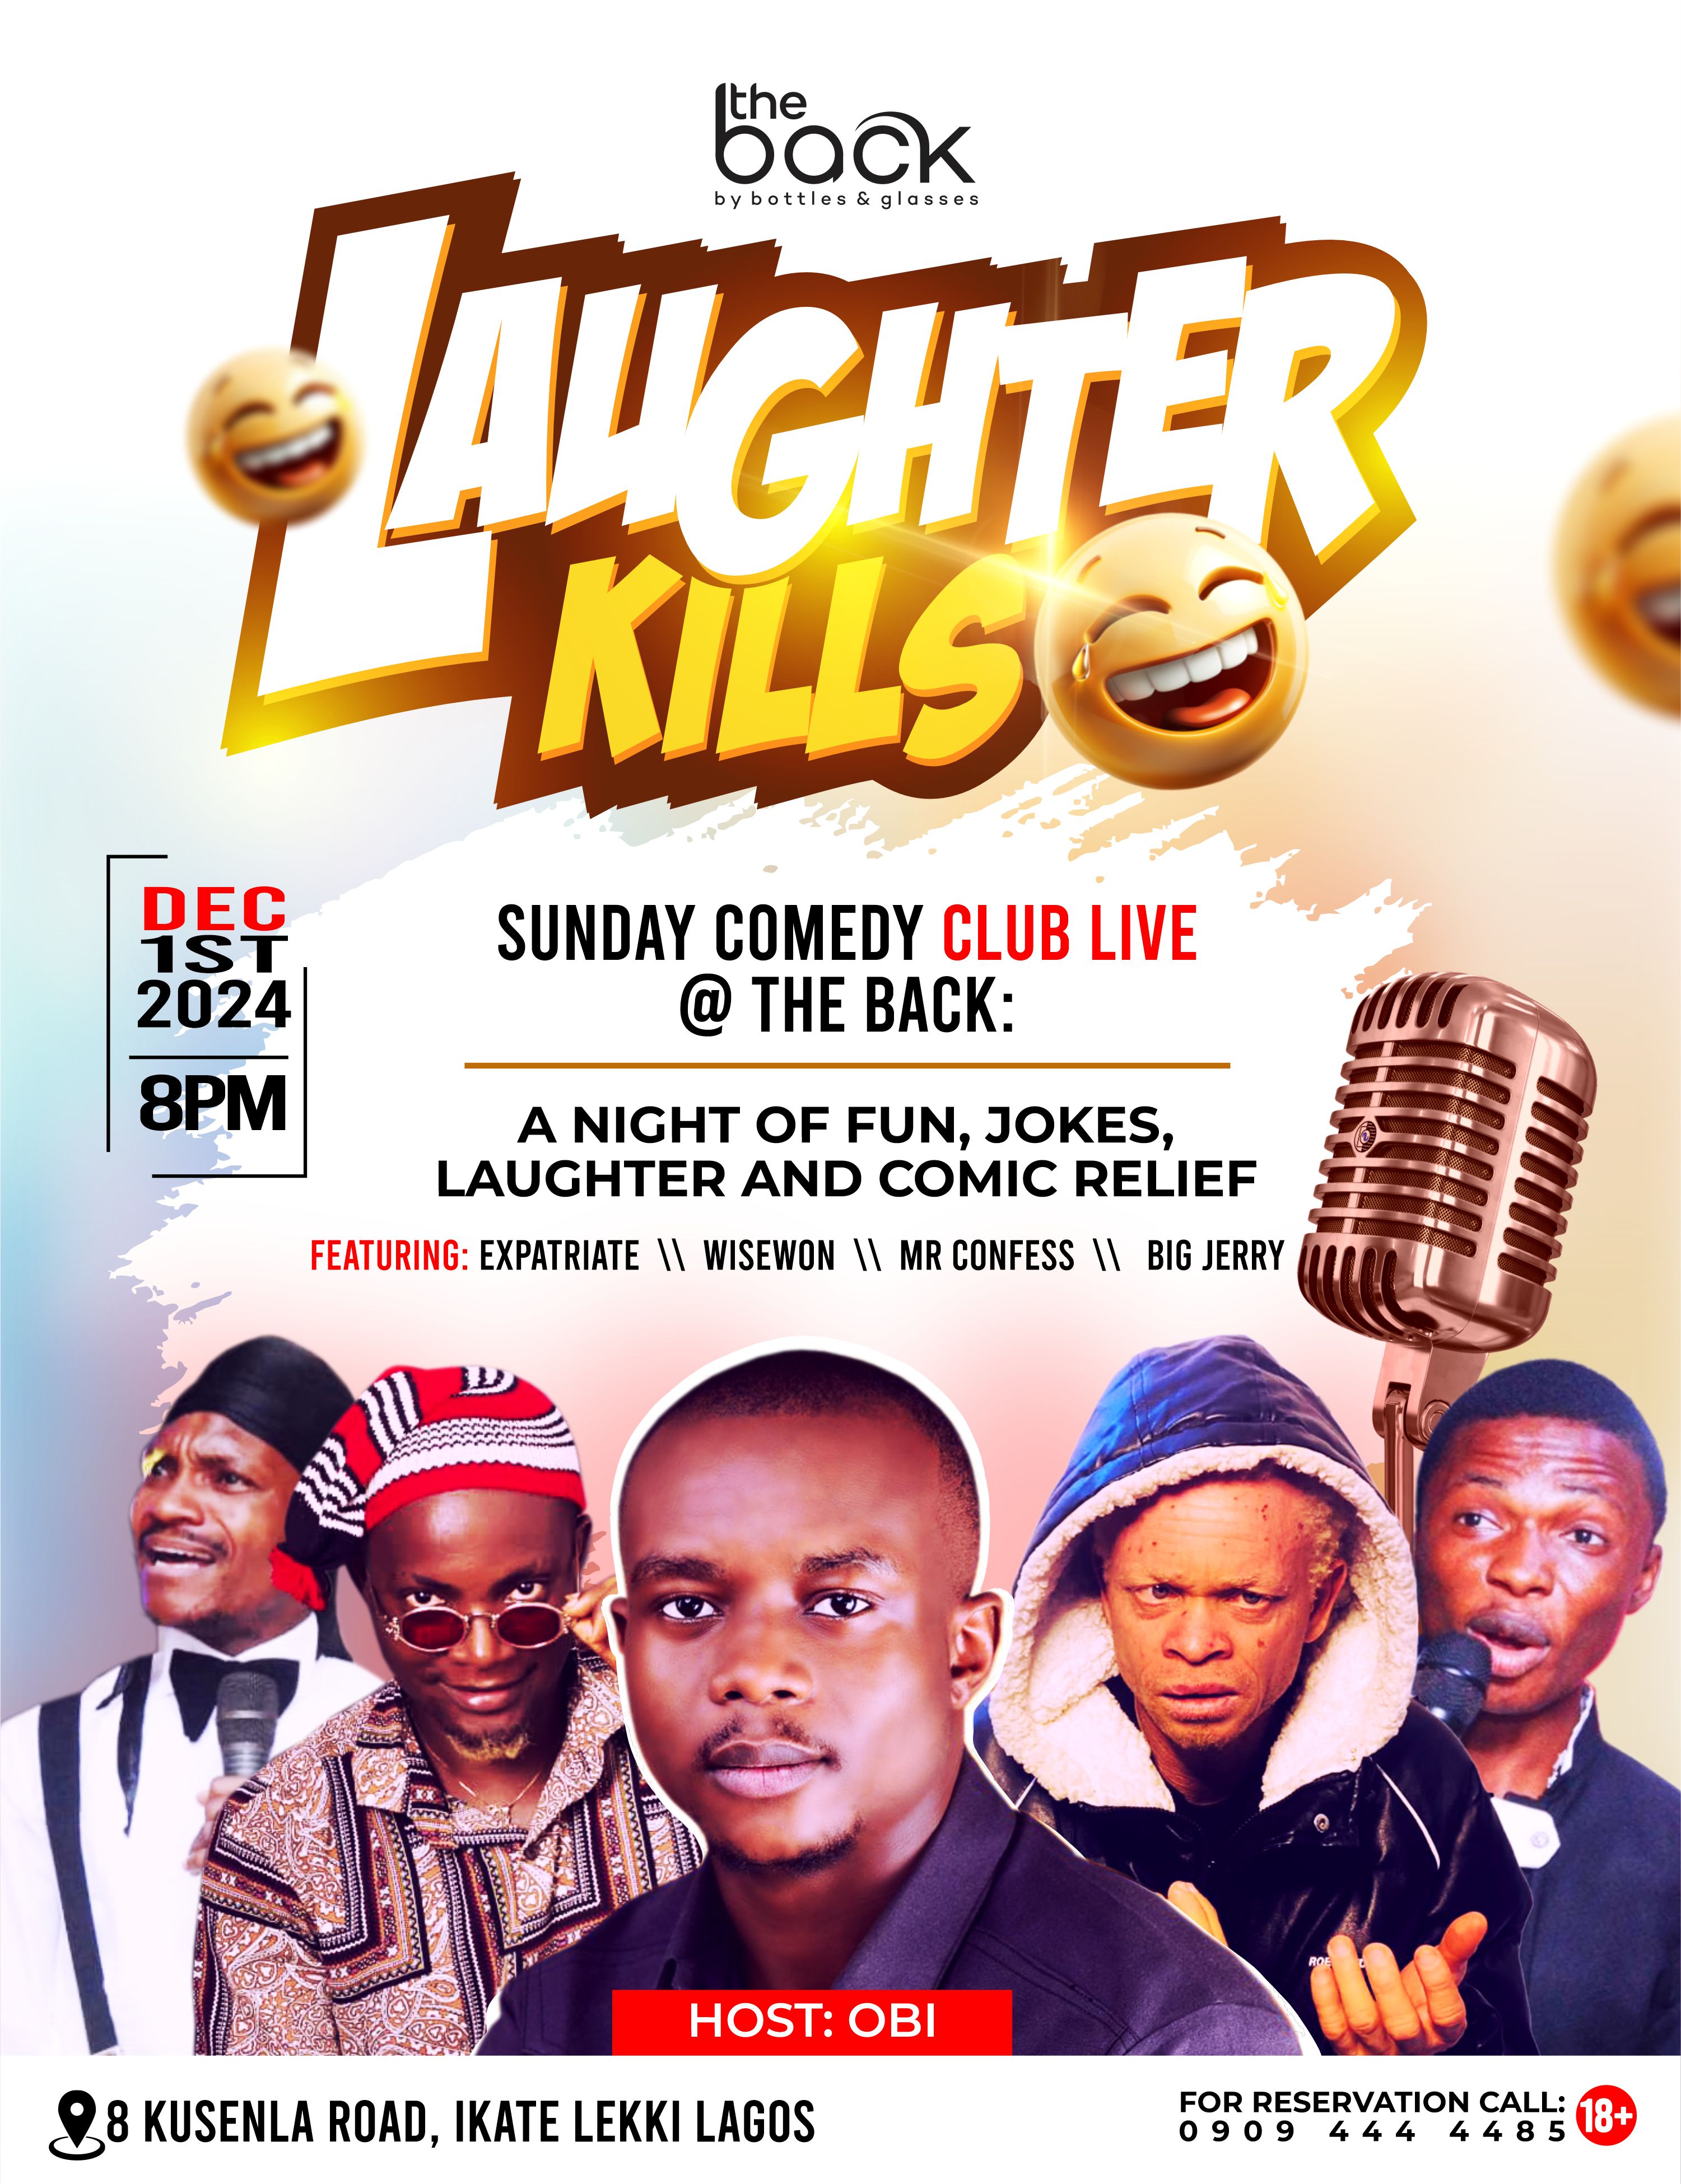 the
back
by bottles & glasses
LAUGHTER
KILLS
DEC
1ST
2024
8PM
SUNDAY COMEDY CLUB LIVE
@ THE BACK:
A NIGHT OF FUN, JOKES,
LAUGHTER AND COMIC RELIEF
FEATURING: EXPATRIATE \\ WISEWON \\ MR CONFESS \\ BIG JERRY
HOST: OBI
8 KUSENLA ROAD, IKATE LEKKI LAGOS
FOR RESERVATION CALL:
0909 444 4485
18+